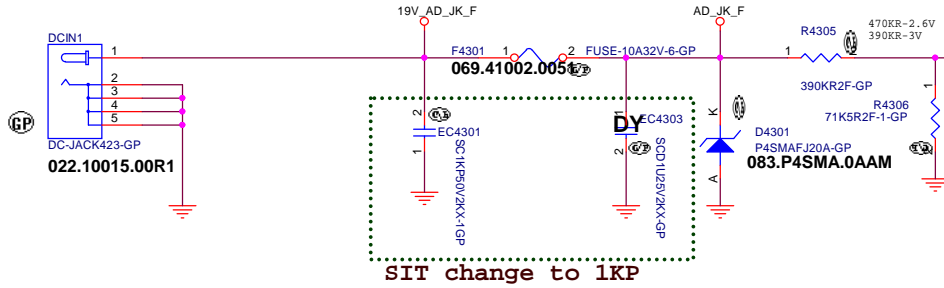 19V_AD_JK_F
AD_JK_F
DCIN1
1
2
3
4
5
GP
DC-JACK423-GP
022.10015.00R1
F4301
1
2
FUSE-10A32V-6-GP
069.41002.0051
R4305
1
2
470KR-2.6V
390KR-3V
390KR2F-GP
R4306
71K5R2F-1-GP
1
2
2
EC4301
1
SC1KP50V2KX-1GP
1
DY
EC4303
2
SCD1U25V2KX-GP
K
D4301
P4SMAFJ20A-GP
083.P4SMA.0AAM
A
SIT change to 1KP